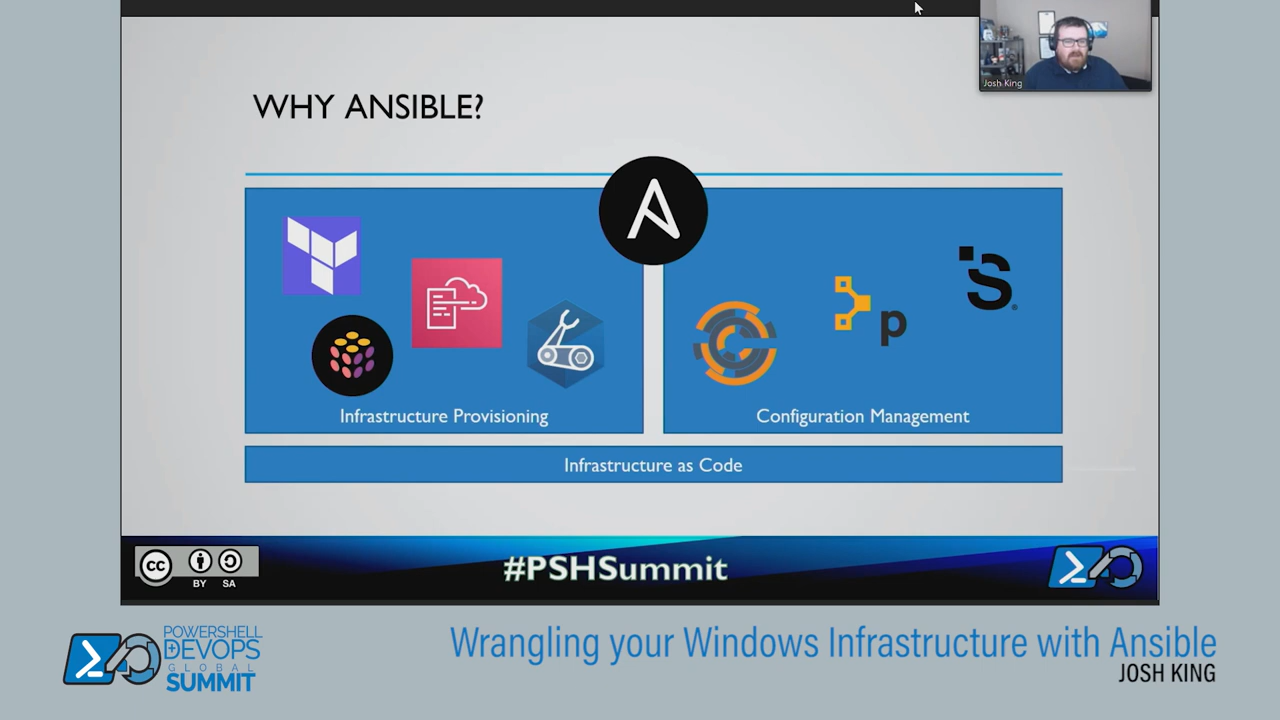 Josh King
WHY ANSIBLE?
S
p
Infrastructure Provisioning
Configuration Management
Infrastructure as Code
cc
BY
SA
#PSHSummit
POWERSHELL
DEVOPS
GLOBAL
SUMMIT
Wrangling your Windows Infrastructure with Ansible
JOSH KING